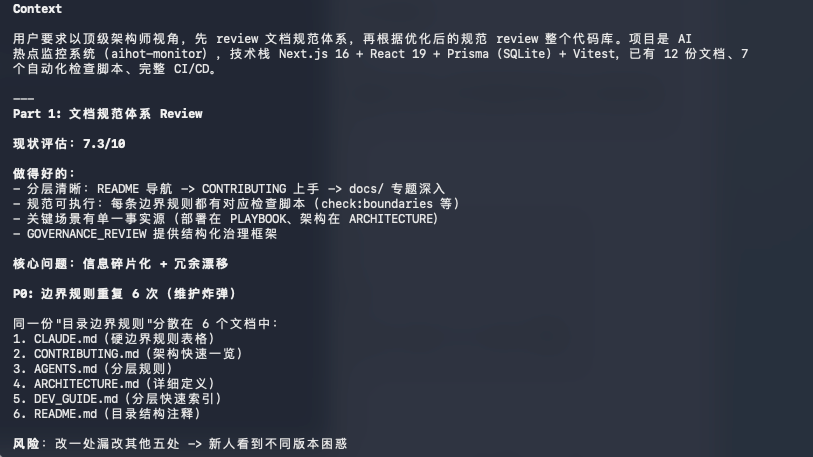 Context
用户要求以顶级架构师视角，先 review 文档规范体系，再根据优化后的规范 review 整个代码库。项目是 AI
热点监控系统（aihot-monitor），技术栈 Next.js 16 + React 19 + Prisma (SQLite) + Vitest，已有 12 份文档、7
个自动化检查脚本、完整 CI/CD。
———
Part 1: 文档规范体系 Review
现状评估: 7.3/10
做得好的:
- 分层清晰: README 导航 -> CONTRIBUTING 上手 -> docs/ 专题深入
- 规范可执行: 每条边界规则都有对应检查脚本 (check:boundaries 等)
- 关键场景有单一事实源 (部署在 PLAYBOOK、架构在 ARCHITECTURE)
- GOVERNANCE_REVIEW 提供结构化治理框架
核心问题: 信息碎片化 + 冗余漂移
P0: 边界规则重复 6 次 (维护炸弹)
同一份"目录边界规则"分散在 6 个文档中:
1. CLAUDE.md (硬边界规则表格)
2. CONTRIBUTING.md (架构快速一览)
3. AGENTS.md (分层规则)
4. ARCHITECTURE.md (详细定义)
5. DEV_GUIDE.md (分层快速索引)
6. README.md (目录结构注释)
风险: 改一处漏改其他五处 -> 新人看到不同版本困惑